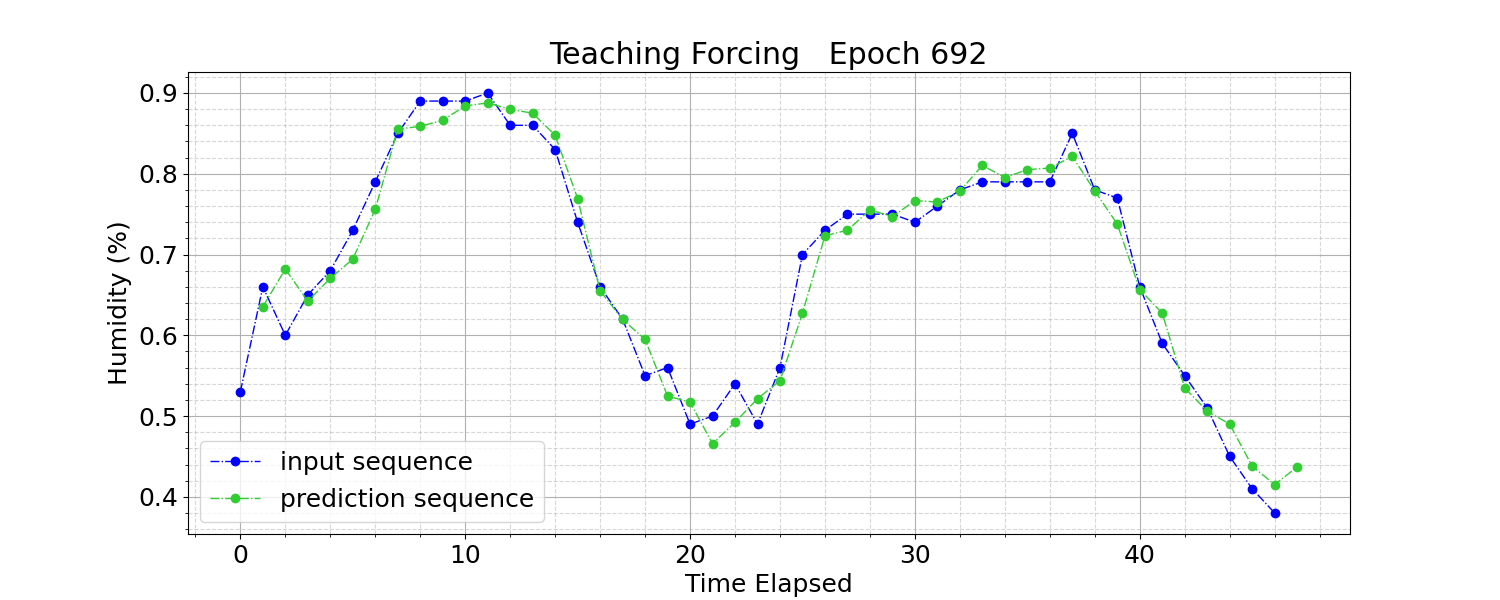 Teaching Forcing   Epoch 692
Humidity (%)
0.9
0.8
0.7
0.6
0.5
0.4
input sequence
prediction sequence
0 10 20 30 40
Time Elapsed